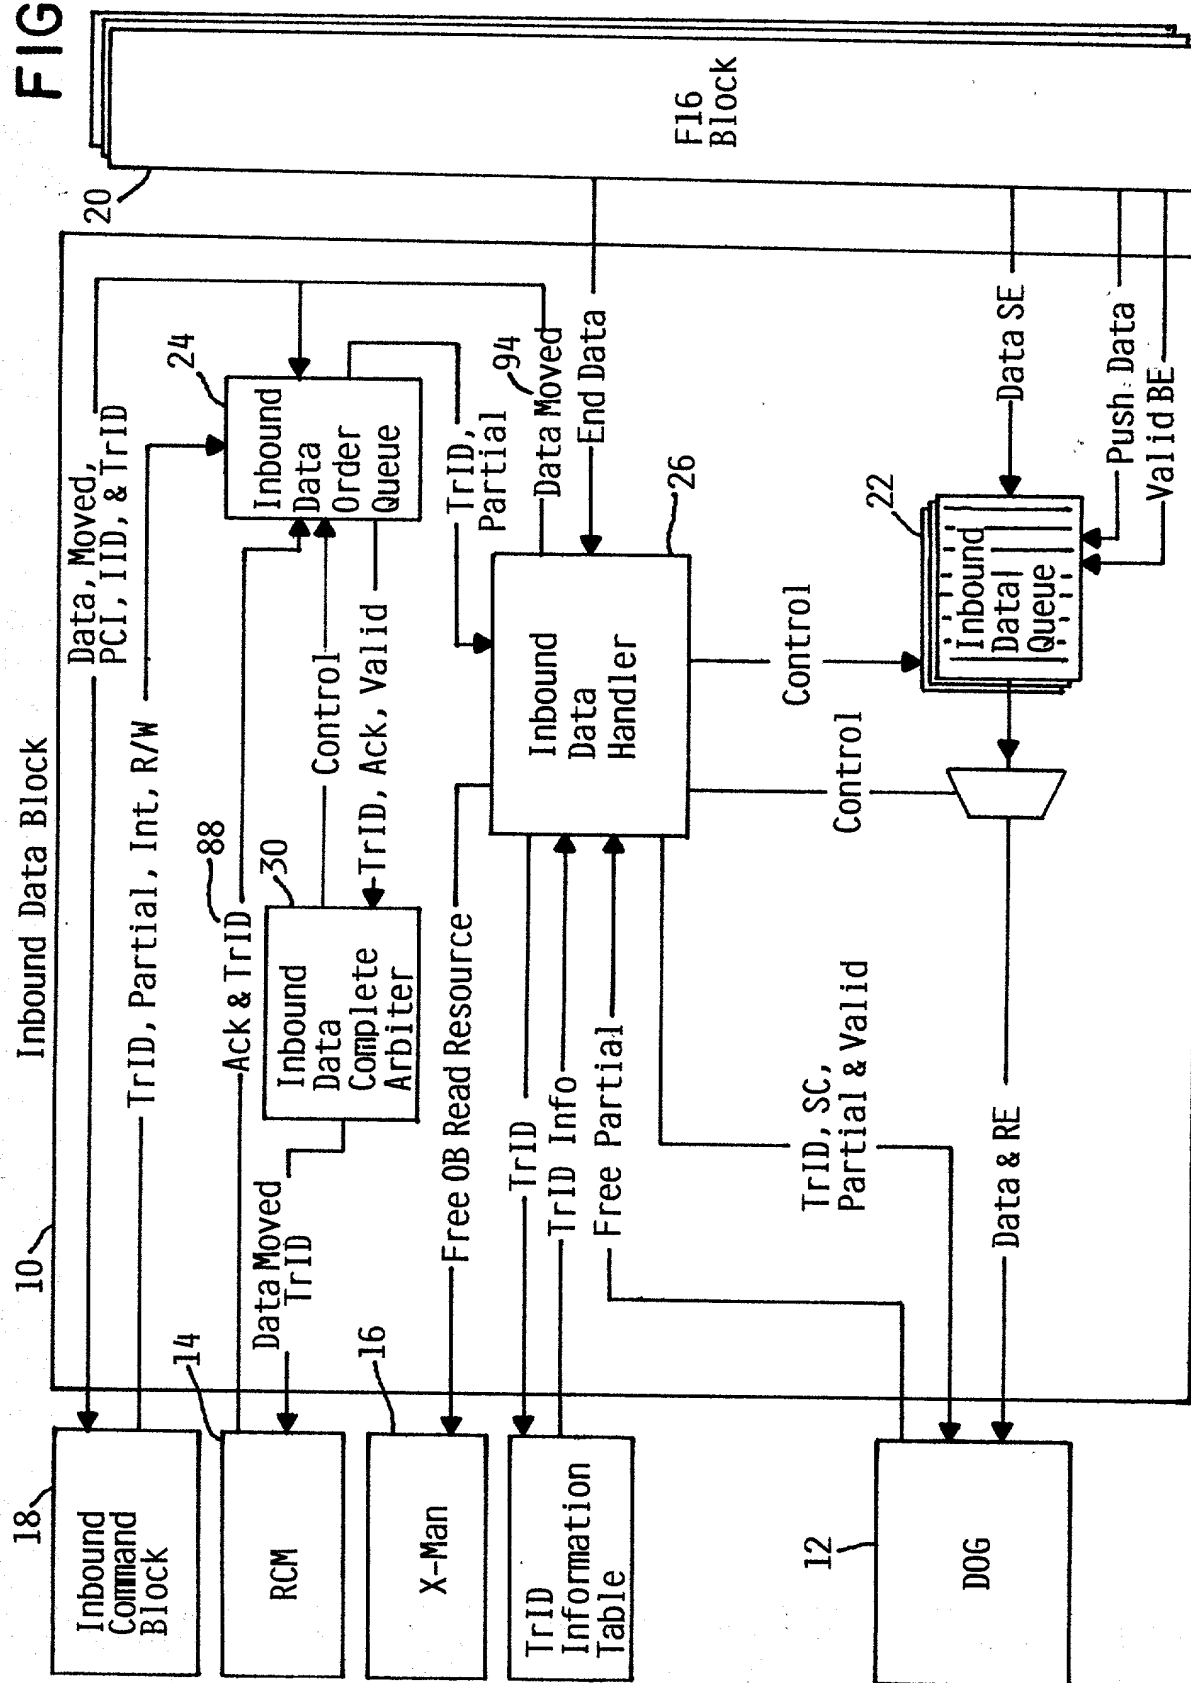 FIG
F16
Block
20
Inbound Data Block
10
Data, Moved,
PCI, IID, & TrID
TrID, Partial, Int, R/W
24
Inbound
Data
Order
Queue
88
Ack & TrID
30
Inbound
Data
Complete
Arbiter
Control
TrID, Ack, Valid
Data Moved
TrID
TrID,
Partial
94
Data Moved
End Data
26
Inbound
Data
Handler
Free OB Read Resource
TrID
TrID Info
Free Partial
Control
Control
TrID, SC,
Partial & Valid
Data & RE
22
Inbound
Data
Queue
Data SE
Push Data
Valid BE
18
Inbound
Command
Block
14
RCM
16
X-Man
TrID
Information
Table
12
DOG